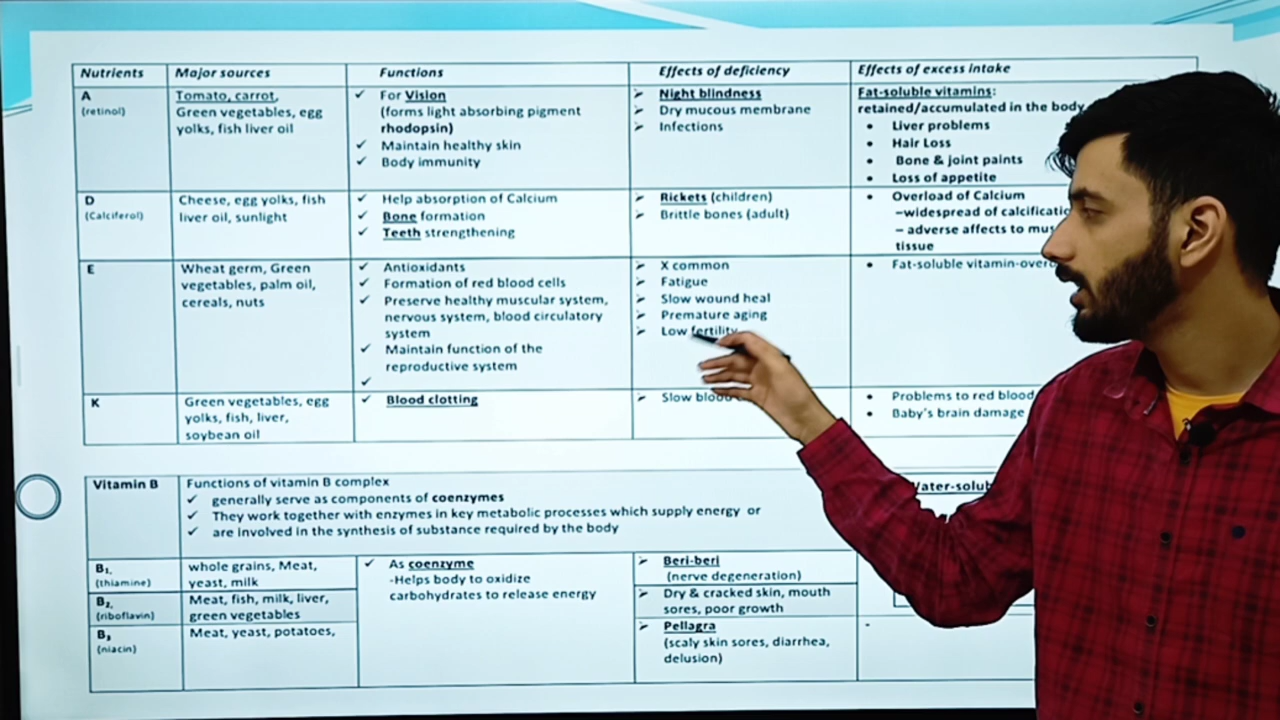 Nutrients Major sources Functions Effects of deficiency Effects of excess intake
A
(retinol)
Tomato, carrot,
Green vegetables, egg
yolks, fish liver oil
✓ For Vision
(forms light absorbing pigment
rhodopsin)
✓ Maintain healthy skin
✓ Body immunity
➢ Night blindness
➢ Dry mucous membrane
➢ Infections
Fat-soluble vitamins:
retained/accumulated in the body
• Liver problems
• Hair Loss
• Bone & joint paints
• Loss of appetite
D
(Calciferol)
Cheese, egg yolks, fish
liver oil, sunlight
✓ Help absorption of Calcium
✓ Bone formation
✓ Teeth strengthening
➢ Rickets (children)
➢ Brittle bones (adult)
• Overload of Calcium
–widespread of
– adverse affects to
tissue
E
Wheat germ, Green
vegetables, palm oil,
cereals, nuts
✓ Antioxidants
✓ Formation of red blood cells
✓ Preserve healthy muscular system,
nervous system, blood circulatory
system
✓ Maintain function of the
reproductive system
✓
➢ X common
➢ Fatigue
➢ Slow wound heal
➢ Premature aging
➢ Low fertility
• Fat-soluble
K
Green vegetables, egg
yolks, fish, liver,
soybean oil
✓ Blood clotting
➢ Slow blood
• Problems to red blood
• Baby's brain damage
Vitamin B
Functions of vitamin B complex
✓ generally serve as components of coenzymes
✓ They work together with enzymes in key metabolic processes which supply energy or
✓ are involved in the synthesis of substance required by the body
B1,
(thiamine)
whole grains, Meat,
yeast, milk
✓ As coenzyme
-Helps body to oxidize
carbohydrates to release energy
➢ Beri-beri
(nerve degeneration)
B2,
(riboflavin)
Meat, fish, milk, liver,
green vegetables
➢ Dry & cracked skin, mouth
sores, poor growth
B3
(niacin)
Meat, yeast, potatoes,
➢ Pellagra
(scaly skin sores, diarrhea,
delusion)
-